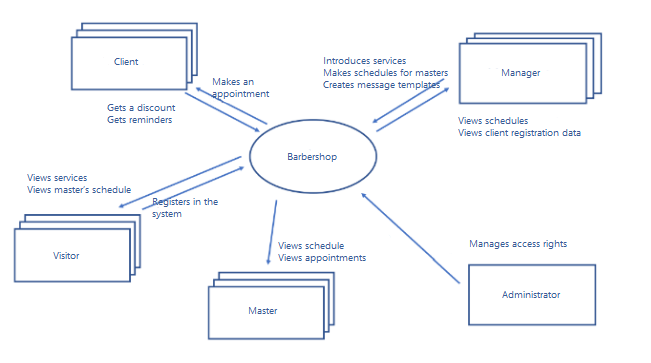 Client
Makes an
appointment
Gets a discount
Gets reminders
Introduces services
Makes schedules for masters
Creates message templates
Manager
Views schedules
Views client registration data
Barbershop
Views services
Views master's schedule
Registers in the
system
Visitor
Views schedule
Views appointments
Master
Manages access rights
Administrator